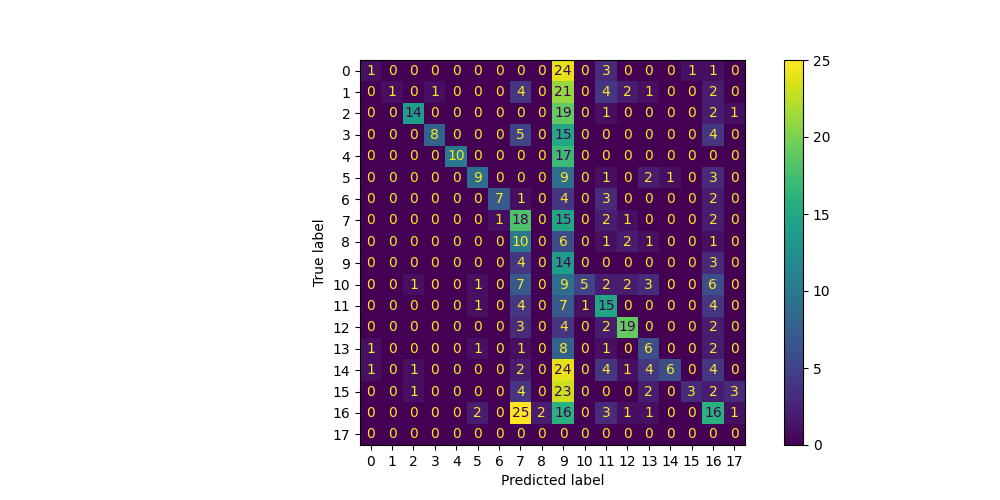 0 1 0 0 0 0 0 0 0 0 24 0 3 0 0 0 1 1 0
1 0 1 0 1 0 0 0 4 0 21 0 4 2 1 0 0 2 0
2 0 0 14 0 0 0 0 0 0 19 0 1 0 0 0 0 2 1
3 0 0 0 8 0 0 0 5 0 15 0 0 0 0 0 0 4 0
4 0 0 0 0 10 0 0 0 0 17 0 0 0 0 0 0 0 0
5 0 0 0 0 0 9 0 0 0 9 0 1 0 2 1 0 3 0
6 0 0 0 0 0 0 7 1 0 4 0 3 0 0 0 0 2 0
7 0 0 0 0 0 0 1 18 0 15 0 2 1 0 0 0 2 0
8 0 0 0 0 0 0 0 10 0 6 0 1 2 1 0 0 1 0
9 0 0 0 0 0 0 0 4 0 14 0 0 0 0 0 0 3 0
10 0 0 1 0 0 1 0 7 0 9 5 2 2 3 0 0 6 0
11 0 0 0 0 0 1 0 4 0 7 1 15 0 0 0 0 4 0
12 0 0 0 0 0 0 0 3 0 4 0 2 19 0 0 0 2 0
13 1 0 0 0 0 1 0 1 0 8 0 1 0 6 0 0 2 0
14 1 0 1 0 0 0 0 2 0 24 0 4 1 4 6 0 4 0
15 0 0 1 0 0 0 0 4 0 23 0 0 0 2 0 3 2 3
16 0 0 0 0 0 2 0 25 2 16 0 3 1 1 0 0 16 1
17 0 0 0 0 0 0 0 0 0 0 0 0 0 0 0 0 0 0
0 1 2 3 4 5 6 7 8 9 10 11 12 13 14 15 16 17
Predicted label
True label
25
20
15
10
5
0